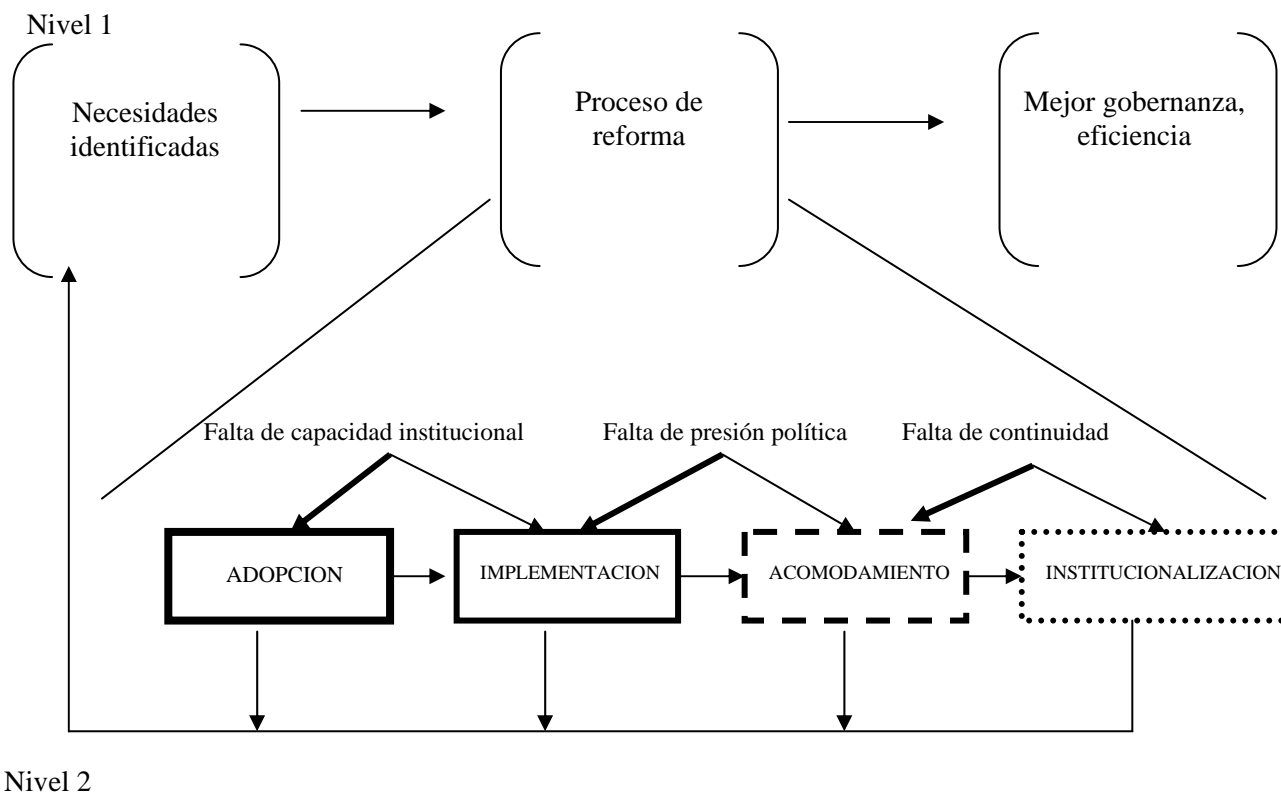 Nivel 1
Necesidades
identificadas
Proceso de
reforma
Mejor gobernanza,
eficiencia
Falta de capacidad institucional
Falta de presión política
Falta de continuidad
ADOPCION
IMPLEMENTACION
ACOMODAMIENTO
INSTITUCIONALIZACION
Nivel 2